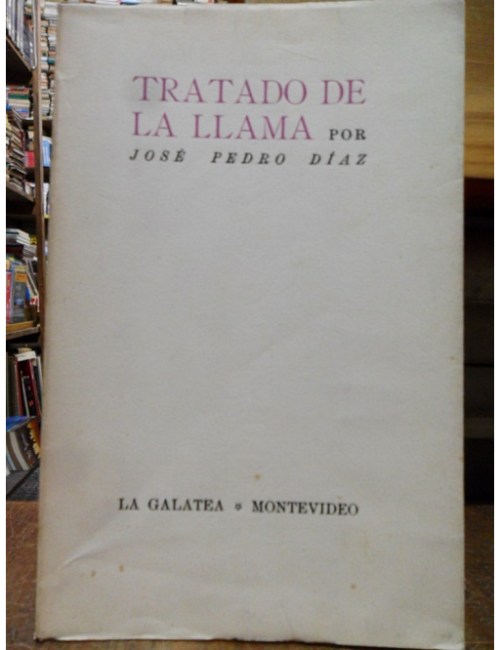 TRATADO DE
LA LLAMA POR
JOSÉ PEDRO DÍAZ
LA GALATEA * MONTEVIDEO